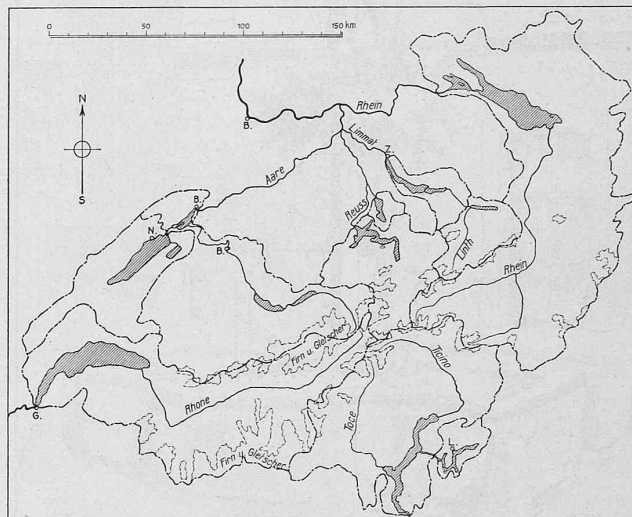 0 50 100 150 km
N
S
B.
Rhein
Limmat
Z.
Aare
B.
N.
B.
Reuss
Linth
Rhein
Firn u. Gletscher
Rhone
Ticino
Toce
G.
Firn u. Gletscher